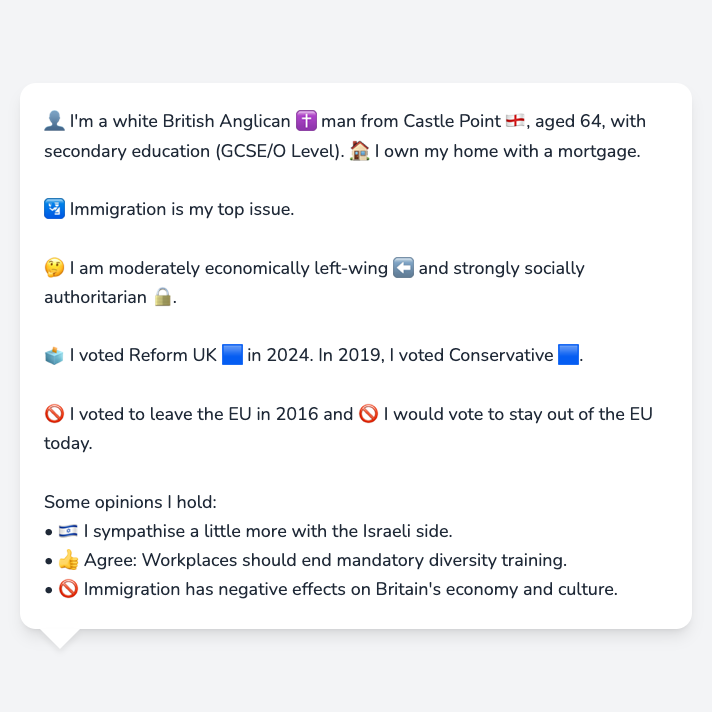 👤 I'm a white British Anglican ✝️ man from Castle Point 🏴󠁧󠁢󠁥󠁮󠁧󠁿, aged 64, with
secondary education (GCSE/O Level). 🏠 I own my home with a mortgage.
🛂 Immigration is my top issue.
🤔 I am moderately economically left-wing ⬅️ and strongly socially
authoritarian 🔒.
🗳️ I voted Reform UK 🟦 in 2024. In 2019, I voted Conservative 🟦.
🚫 I voted to leave the EU in 2016 and 🚫 I would vote to stay out of the EU
today.
Some opinions I hold:
• 🇮🇱 I sympathise a little more with the Israeli side.
• 👍 Agree: Workplaces should end mandatory diversity training.
• 🚫 Immigration has negative effects on Britain's economy and culture.